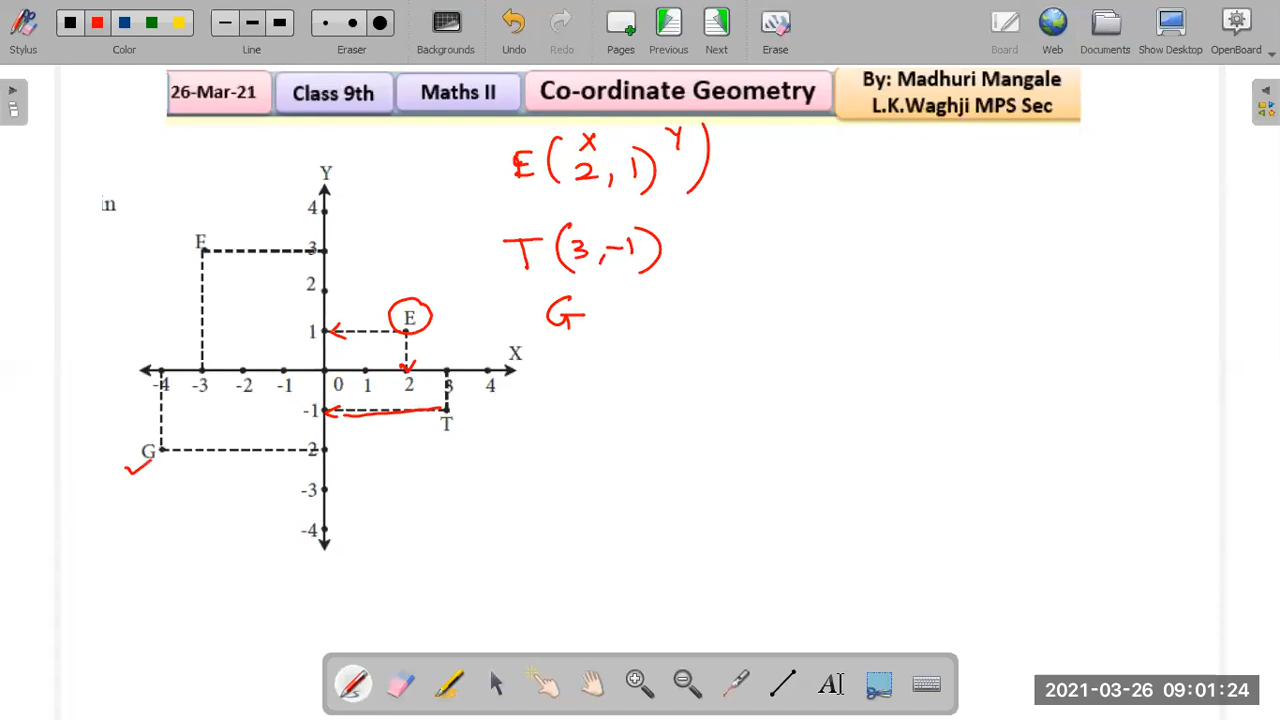 Stylus Color Line Eraser Backgrounds Undo Redo Pages Previous Next Erase Board Web Documents Show Desktop OpenBoard
26-Mar-21 Class 9th Maths II Co-ordinate Geometry By: Madhuri Mangale
L.K.Waghji MPS Sec
X Y
E(2, 1))
in
T(3, -1)
G
Y
4
F 3
2
E
1
X
-4 -3 -2 -1 0 1 2 3 4
-1
T
G -2
-3
-4
2021-03-26 09:01:24